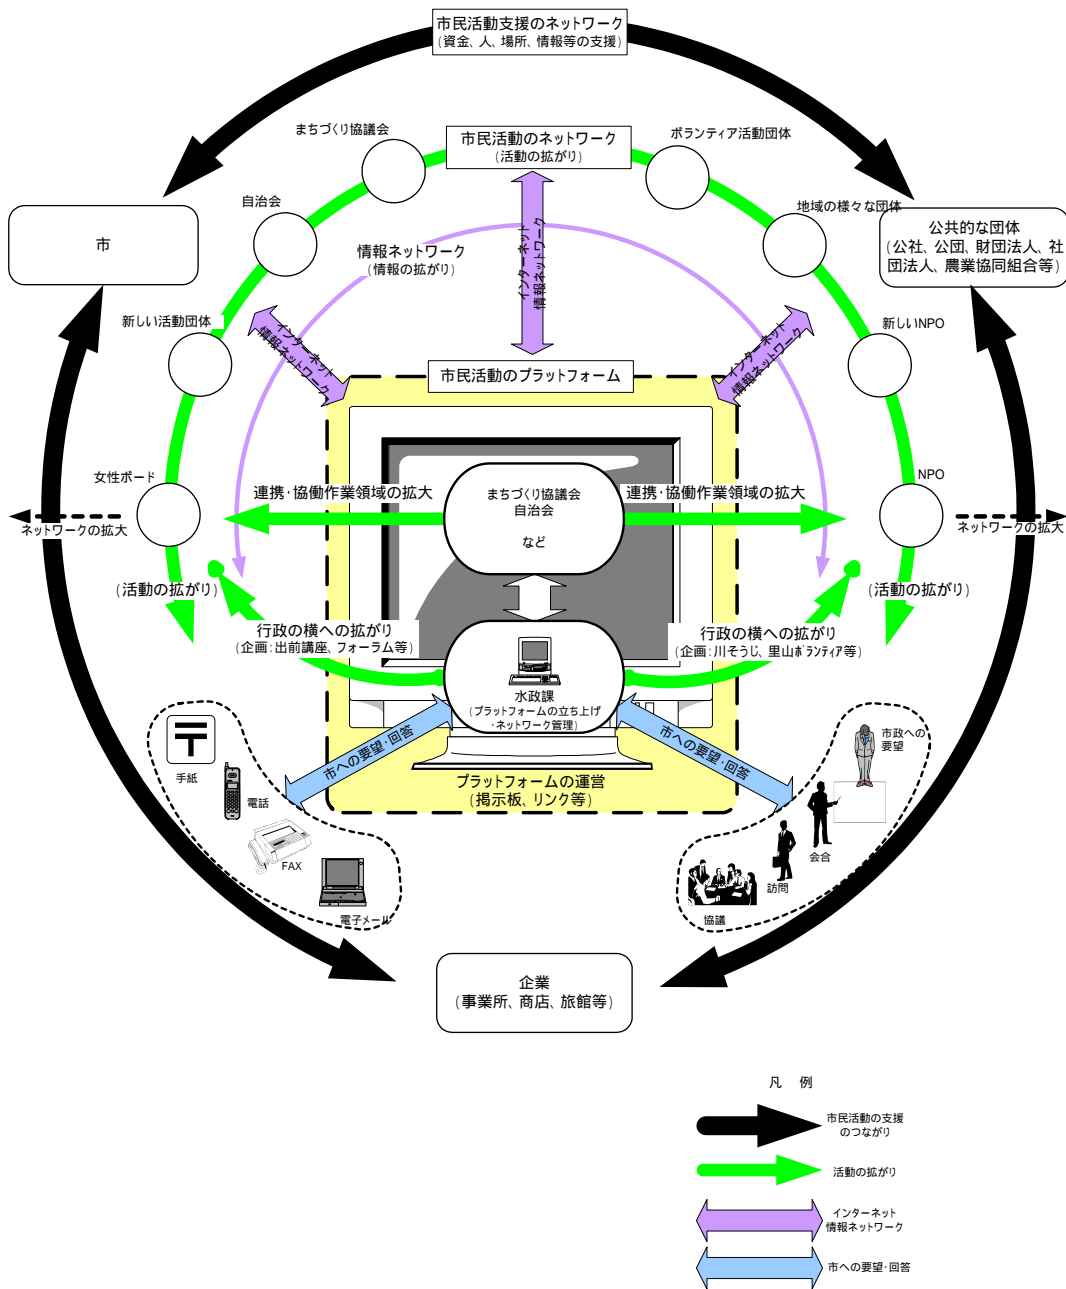 市民活動支援のネットワーク
(資金、人、場所、情報等の支援)
まちづくり協議会
市民活動のネットワーク
(活動の拡がり)
ボランティア活動団体
自治会
地域の様々な団体
市
公共的な団体
(公社、公団、財団法人、社
団法人、農業協同組合等)
情報ネットワーク
(情報の拡がり)
インターネット
情報ネットワーク
新しい活動団体
インターネット
情報ネットワーク
インターネット
情報ネットワーク
新しいNPO
市民活動のプラットフォーム
女性ボード
NPO
連携・協働作業領域の拡大
まちづくり協議会
自治会
など
連携・協働作業領域の拡大
ネットワークの拡大
ネットワークの拡大
(活動の拡がり)
(活動の拡がり)
行政の横への拡がり
(企画:出前講座、フォーラム等)
行政の横への拡がり
(企画:川そうじ、里山ボランティア等)
水政課
(プラットフォームの立ち上げ
・ネットワーク管理)
市への要望・回答
市への要望・回答
プラットフォームの運営
(掲示板、リンク等)
手紙
電話
FAX
電子メール
市政への
要望
会合
訪問
協議
企業
(事業所、商店、旅館等)
凡 例
市民活動の支援
のつながり
活動の拡がり
インターネット
情報ネットワーク
市への要望・回答